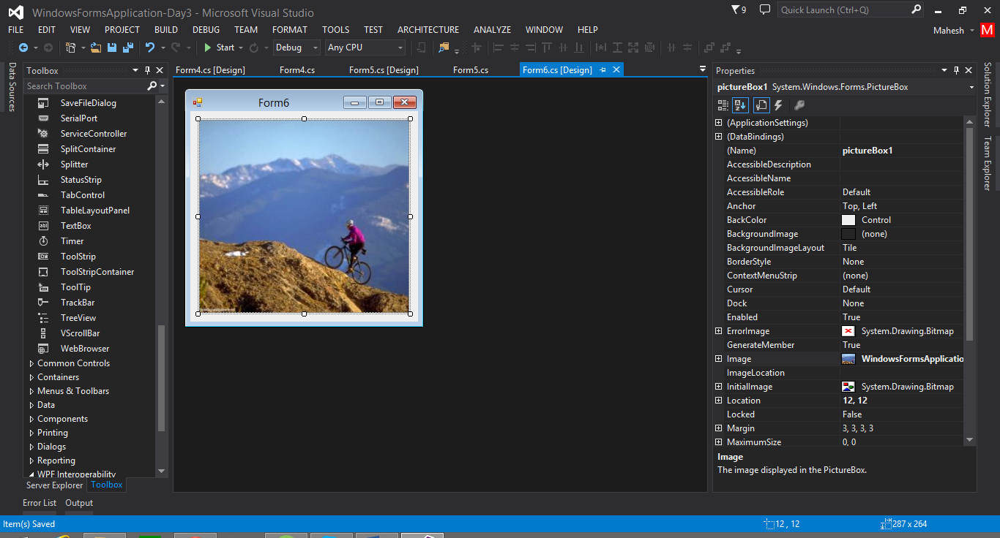 WindowsFormsApplication-Day3 - Microsoft Visual Studio
9
Quick Launch (Ctrl+Q)
FILE EDIT VIEW PROJECT BUILD DEBUG TEAM FORMAT TOOLS TEST ARCHITECTURE ANALYZE WINDOW HELP
Mahesh M
Start Debug Any CPU
Data Sources
Toolbox
Search Toolbox
SaveFileDialog
SerialPort
ServiceController
SplitContainer
Splitter
StatusStrip
TabControl
TableLayoutPanel
TextBox
Timer
ToolStrip
ToolStripContainer
ToolTip
TrackBar
TreeView
VScrollBar
WebBrowser
Common Controls
Containers
Menus & Toolbars
Data
Components
Printing
Dialogs
Reporting
WPF Interoperability
Server Explorer Toolbox
Form4.cs [Design] Form4.cs Form5.cs [Design] Form5.cs Form6.cs [Design]
Form6
Properties
pictureBox1 System.Windows.Forms.PictureBox
(ApplicationSettings)
(DataBindings)
(Name) pictureBox1
AccessibleDescription
AccessibleName
AccessibleRole Default
Anchor Top, Left
BackColor Control
BackgroundImage (none)
BackgroundImageLayout Tile
BorderStyle None
ContextMenuStrip (none)
Cursor Default
Dock None
Enabled True
ErrorImage System.Drawing.Bitmap
GenerateMember True
Image WindowsFormsApplicatio
ImageLocation
InitialImage System.Drawing.Bitmap
Location 12, 12
Locked False
Margin 3, 3, 3, 3
MaximumSize 0, 0
Image
The image displayed in the PictureBox.
Solution Explorer
Team Explorer
Error List Output
Item(s) Saved
12 , 12
287 x 264